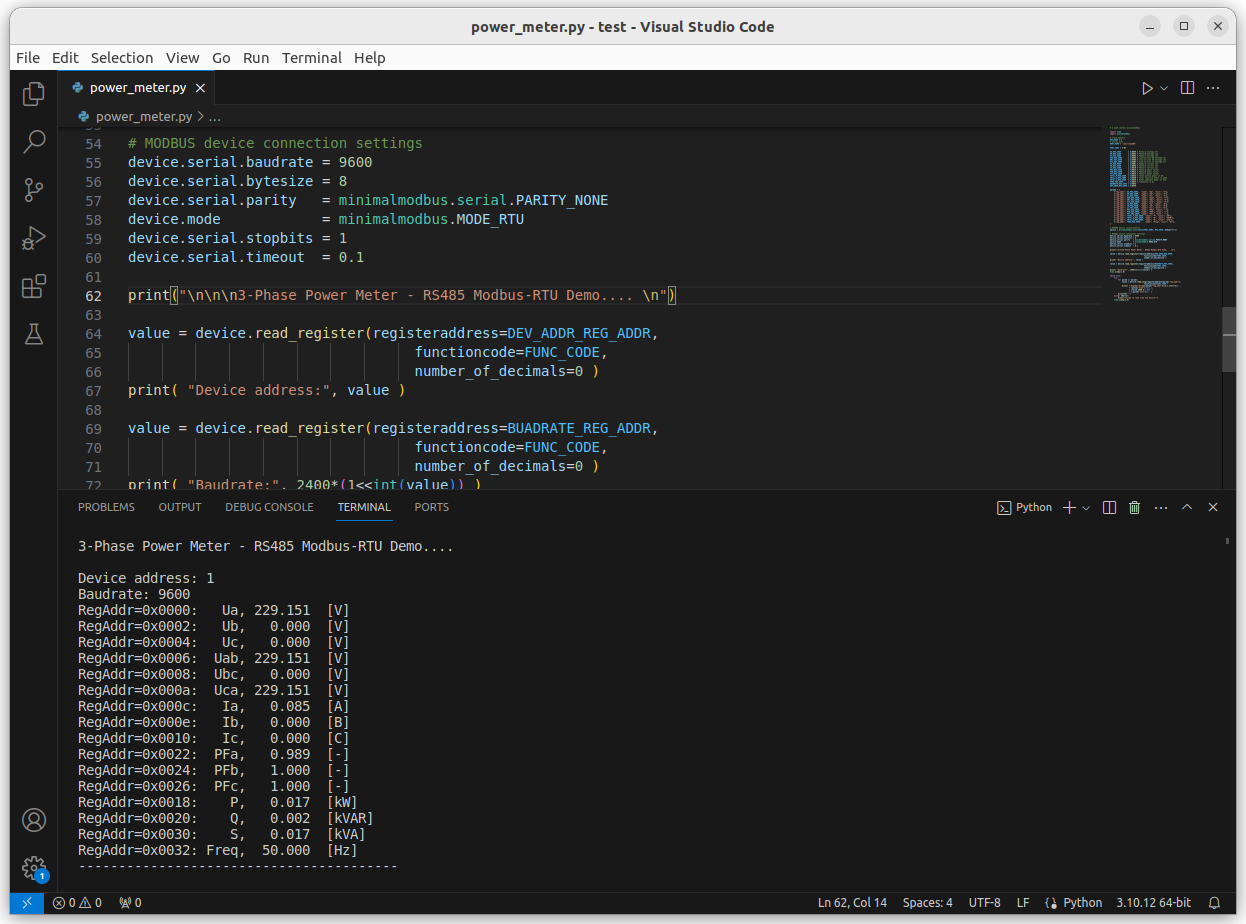 power_meter.py - test - Visual Studio Code
File Edit Selection View Go Run Terminal Help
power_meter.py
power_meter.py > ...
54 # MODBUS device connection settings
55 device.serial.baudrate = 9600
56 device.serial.bytesize = 8
57 device.serial.parity   = minimalmodbus.serial.PARITY_NONE
58 device.mode            = minimalmodbus.MODE_RTU
59 device.serial.stopbits = 1
60 device.serial.timeout  = 0.1
61
62 print("\n\n\n3-Phase Power Meter - RS485 Modbus-RTU Demo.... \n")
63
64 value = device.read_register(registeraddress=DEV_ADDR_REG_ADDR,
65                                   functioncode=FUNC_CODE,
66                                   number_of_decimals=0 )
67 print( "Device address:", value )
68
69 value = device.read_register(registeraddress=BUADRATE_REG_ADDR,
70                                   functioncode=FUNC_CODE,
71                                   number_of_decimals=0 )
72 print( "Baudrate:", 2400*(1<<int(value)) )
PROBLEMS OUTPUT DEBUG CONSOLE TERMINAL PORTS Python
3-Phase Power Meter - RS485 Modbus-RTU Demo....
Device address: 1
Baudrate: 9600
RegAddr=0x0000:   Ua, 229.151  [V]
RegAddr=0x0002:   Ub,   0.000  [V]
RegAddr=0x0004:   Uc,   0.000  [V]
RegAddr=0x0006:  Uab, 229.151  [V]
RegAddr=0x0008:  Ubc,   0.000  [V]
RegAddr=0x000a:  Uca, 229.151  [V]
RegAddr=0x000c:   Ia,   0.085  [A]
RegAddr=0x000e:   Ib,   0.000  [B]
RegAddr=0x0010:   Ic,   0.000  [C]
RegAddr=0x0022:  PFa,   0.989  [-]
RegAddr=0x0024:  PFb,   1.000  [-]
RegAddr=0x0026:  PFc,   1.000  [-]
RegAddr=0x0018:    P,   0.017  [kW]
RegAddr=0x0020:    Q,   0.002  [kVAR]
RegAddr=0x0030:    S,   0.017  [kVA]
RegAddr=0x0032: Freq,  50.000  [Hz]
----------------------------------------
1
0 0 0 Ln 62, Col 14 Spaces: 4 UTF-8 LF Python 3.10.12 64-bit